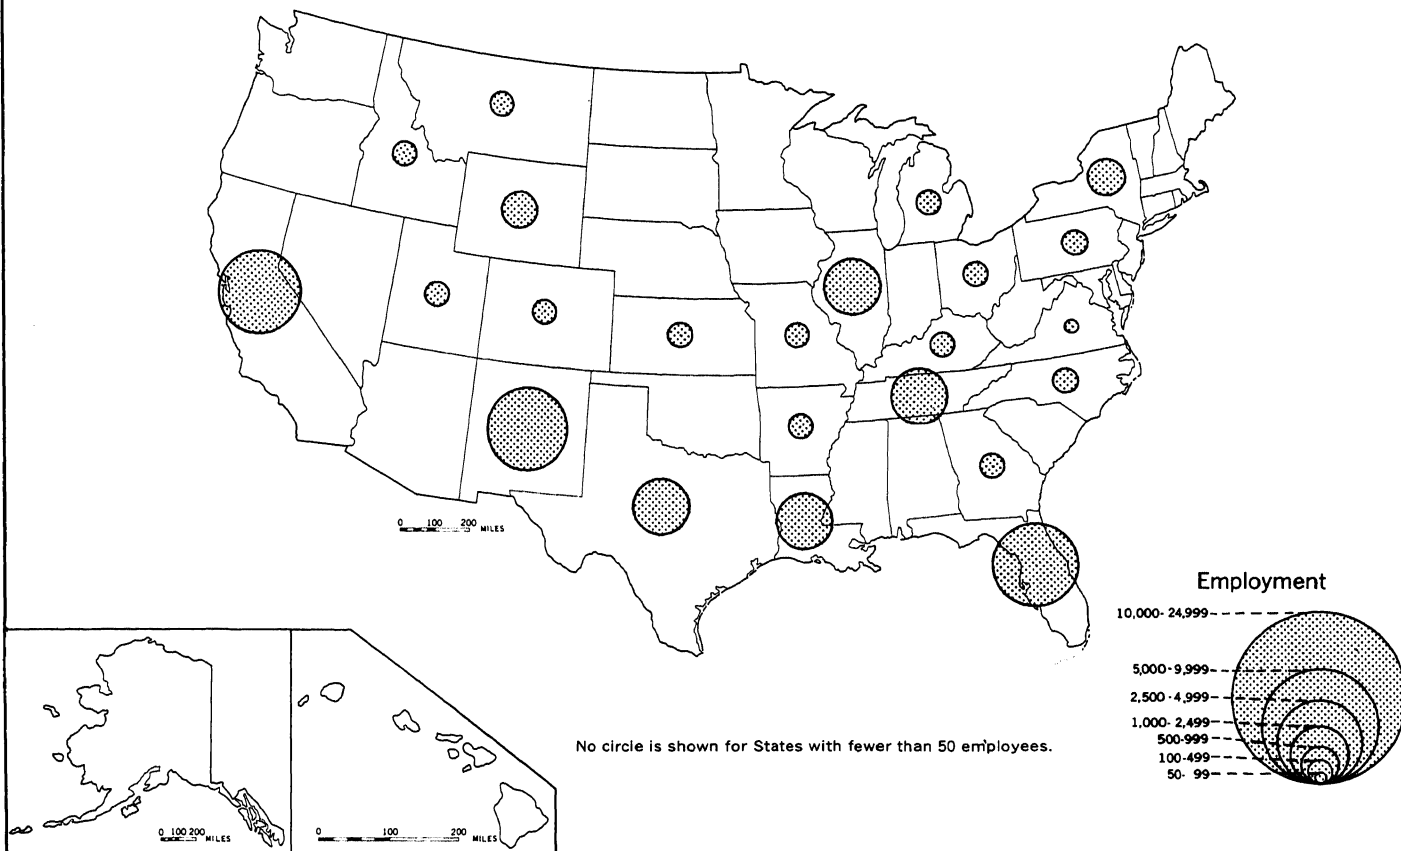 0 100 200 MILES
Employment
10,000-24,999
5,000-9,999
2,500-4,999
1,000-2,499
500-999
100-499
50-99
No circle is shown for States with fewer than 50 employees.
0 100 200 MILES
0 100 200 MILES